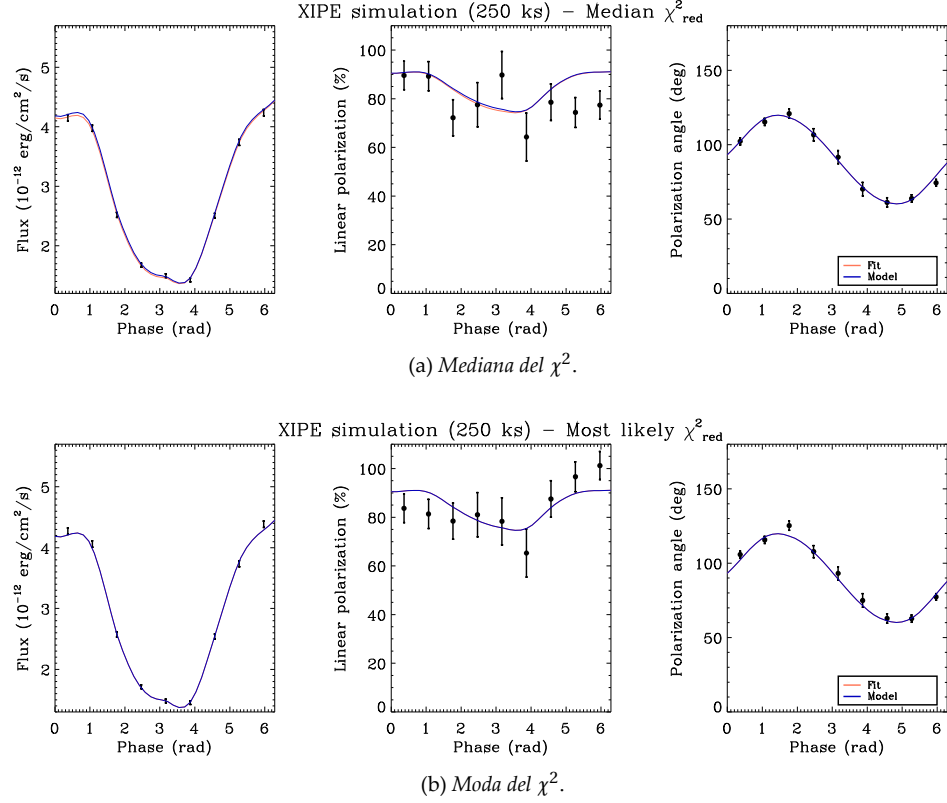 XIPE simulation (250 ks) – Median χ²red
Flux (10⁻¹² erg/cm²/s)
4
3
2
0 1 2 3 4 5 6
Phase (rad)
Linear polarization (%)
100
80
60
40
20
0
0 1 2 3 4 5 6
Phase (rad)
Polarization angle (deg)
150
100
50
0
Fit
Model
0 1 2 3 4 5 6
Phase (rad)
(a) Mediana del χ².
XIPE simulation (250 ks) – Most likely χ²red
Flux (10⁻¹² erg/cm²/s)
4
3
2
0 1 2 3 4 5 6
Phase (rad)
Linear polarization (%)
100
80
60
40
20
0
0 1 2 3 4 5 6
Phase (rad)
Polarization angle (deg)
150
100
50
0
Fit
Model
0 1 2 3 4 5 6
Phase (rad)
(b) Moda del χ².